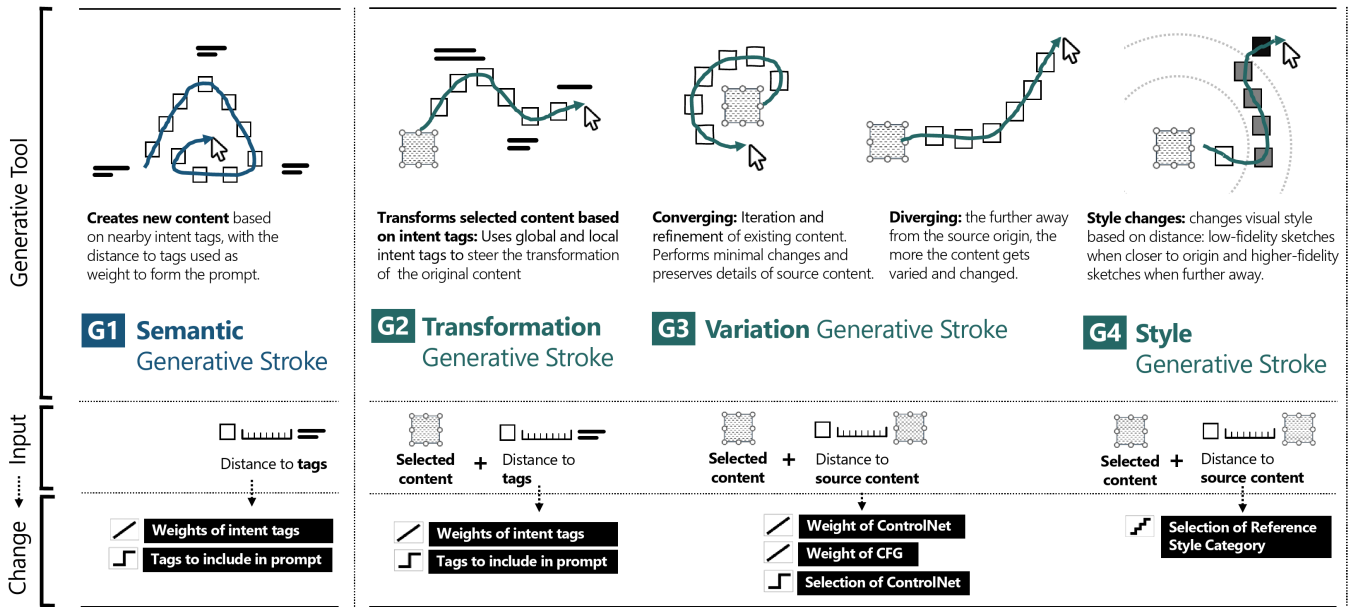 Generative Tool
Creates new content based
on nearby intent tags, with the
distance to tags used as
weight to form the prompt.
G1 Semantic
Generative Stroke
Transforms selected content based
on intent tags: Uses global and local
intent tags to steer the transformation
of the original content
G2 Transformation
Generative Stroke
Converging: Iteration and
refinement of existing content.
Performs minimal changes and
preserves details of source content.
Diverging: the further away
from the source origin, the
more the content gets
varied and changed.
G3 Variation Generative Stroke
Style changes: changes visual style
based on distance: low-fidelity sketches
when closer to origin and higher-fidelity
sketches when further away.
G4 Style
Generative Stroke
Input
Distance to tags
Selected
content
+
Distance to
tags
Selected
content
+
Distance to
source content
Selected
content
+
Distance to
source content
Change
Weights of intent tags
Tags to include in prompt
Weights of intent tags
Tags to include in prompt
Weight of ControlNet
Weight of CFG
Selection of ControlNet
Selection of Reference
Style Category